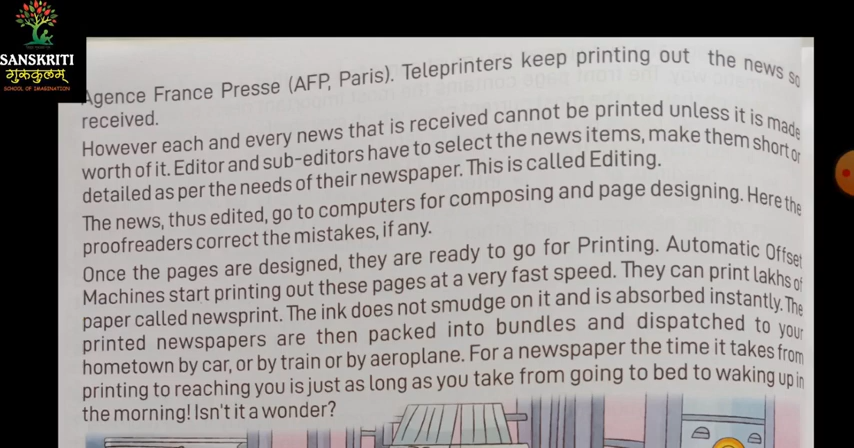 SANSKRITI
गुरुकुलम्
SCHOOL OF IMAGINATION
Agence France Presse (AFP, Paris). Teleprinters keep printing out the news so
received.
However each and every news that is received cannot be printed unless it is made
worth of it. Editor and sub-editors have to select the news items, make them short or
detailed as per the needs of their newspaper. This is called Editing.
The news, thus edited, go to computers for composing and page designing. Here the
proofreaders correct the mistakes, if any.
Once the pages are designed, they are ready to go for Printing. Automatic Offset
Machines start printing out these pages at a very fast speed. They can print lakhs of
paper called newsprint. The ink does not smudge on it and is absorbed instantly. The
printed newspapers are then packed into bundles and dispatched to your
hometown by car, or by train or by aeroplane. For a newspaper the time it takes from
printing to reaching you is just as long as you take from going to bed to waking up in
the morning! Isn't it a wonder?